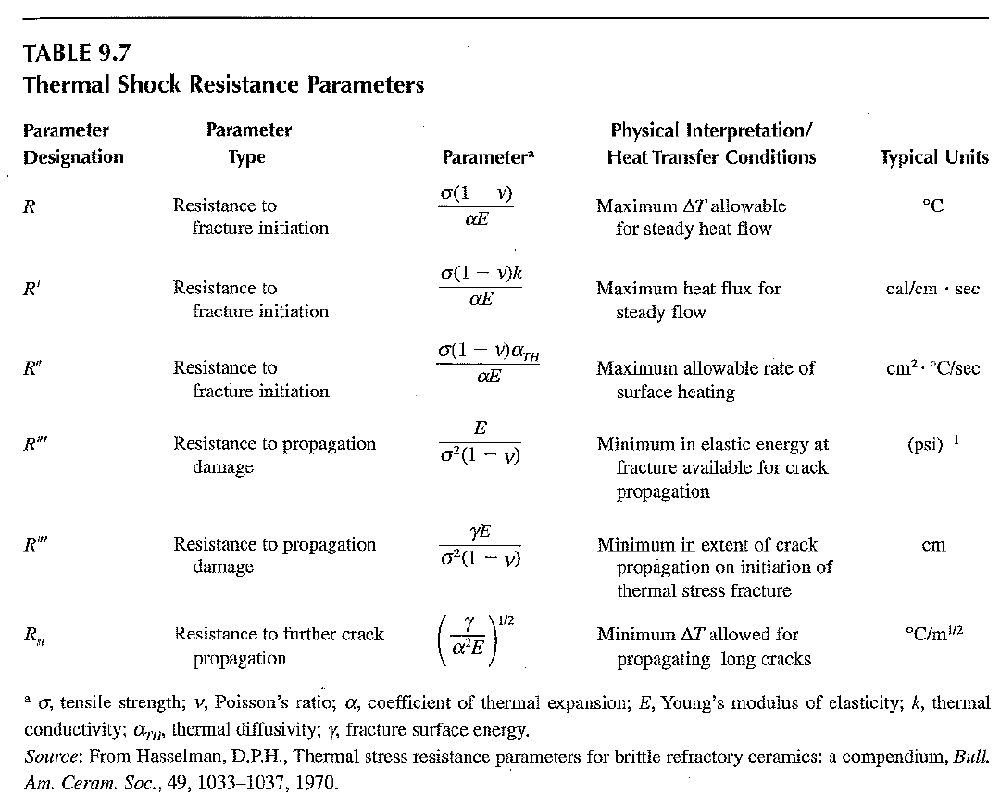 TABLE 9.7
Thermal Shock Resistance Parameters
Parameter Designation Parameter Type Parameterᵃ Physical Interpretation/ Heat Transfer Conditions Typical Units
R Resistance to fracture initiation σ(1 − ν) / αE Maximum ΔT allowable for steady heat flow °C
R′ Resistance to fracture initiation σ(1 − ν)k / αE Maximum heat flux for steady flow cal/cm · sec
R″ Resistance to fracture initiation σ(1 − ν)α_TH / αE Maximum allowable rate of surface heating cm² · °C/sec
R‴ Resistance to propagation damage E / σ²(1 − ν) Minimum in elastic energy at fracture available for crack propagation (psi)⁻¹
R‴′ Resistance to propagation damage γE / σ²(1 − ν) Minimum in extent of crack propagation on initiation of thermal stress fracture cm
R_st Resistance to further crack propagation (γ / α²E)^1/2 Minimum ΔT allowed for propagating long cracks °C/m^1/2
ᵃ σ, tensile strength; ν, Poisson's ratio; α, coefficient of thermal expansion; E, Young's modulus of elasticity; k, thermal
conductivity; α_TH, thermal diffusivity; γ, fracture surface energy.
Source: From Hasselman, D.P.H., Thermal stress resistance parameters for brittle refractory ceramics: a compendium, Bull.
Am. Ceram. Soc., 49, 1033–1037, 1970.